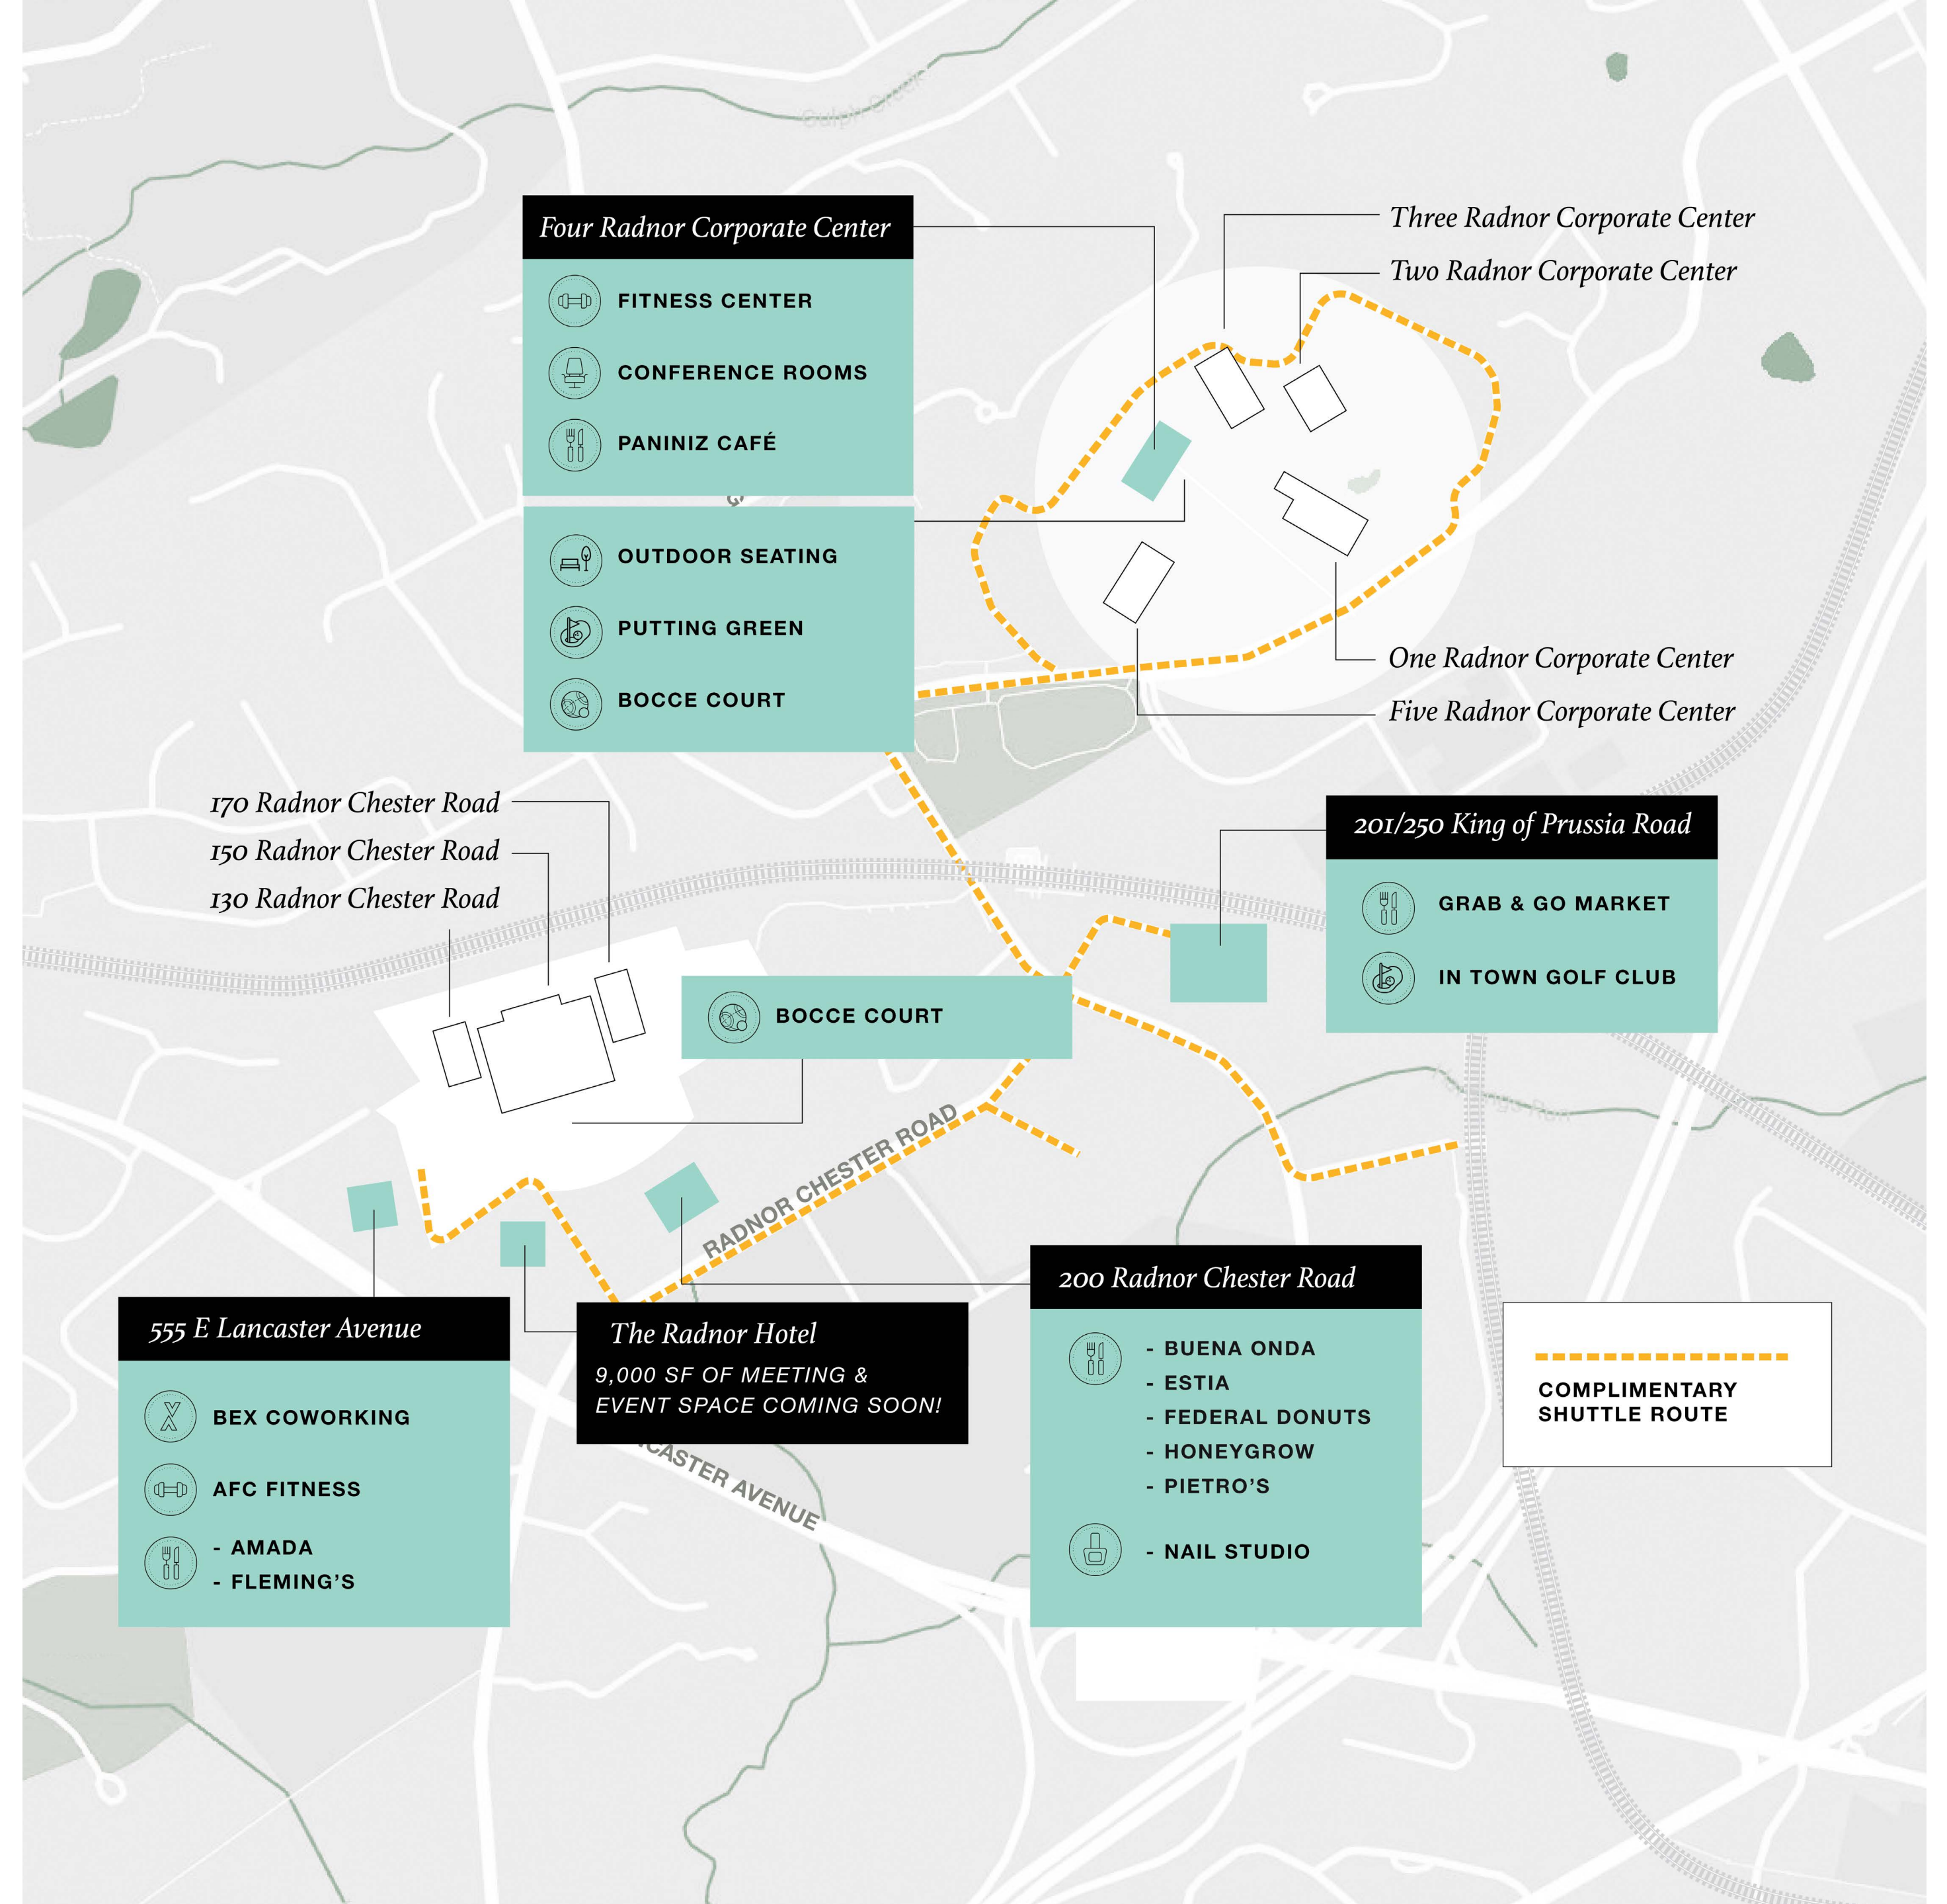 Gulph Creek
Four Radnor Corporate Center
FITNESS CENTER
CONFERENCE ROOMS
PANINIZ CAFÉ
OUTDOOR SEATING
PUTTING GREEN
BOCCE COURT
Three Radnor Corporate Center
Two Radnor Corporate Center
One Radnor Corporate Center
Five Radnor Corporate Center
170 Radnor Chester Road
150 Radnor Chester Road
130 Radnor Chester Road
201/250 King of Prussia Road
GRAB & GO MARKET
IN TOWN GOLF CLUB
BOCCE COURT
RADNOR CHESTER ROAD
555 E Lancaster Avenue
BEX COWORKING
AFC FITNESS
- AMADA
- FLEMING'S
The Radnor Hotel
9,000 SF OF MEETING &
EVENT SPACE COMING SOON!
CASTER AVENUE
200 Radnor Chester Road
- BUENA ONDA
- ESTIA
- FEDERAL DONUTS
- HONEYGROW
- PIETRO'S
- NAIL STUDIO
COMPLIMENTARY
SHUTTLE ROUTE